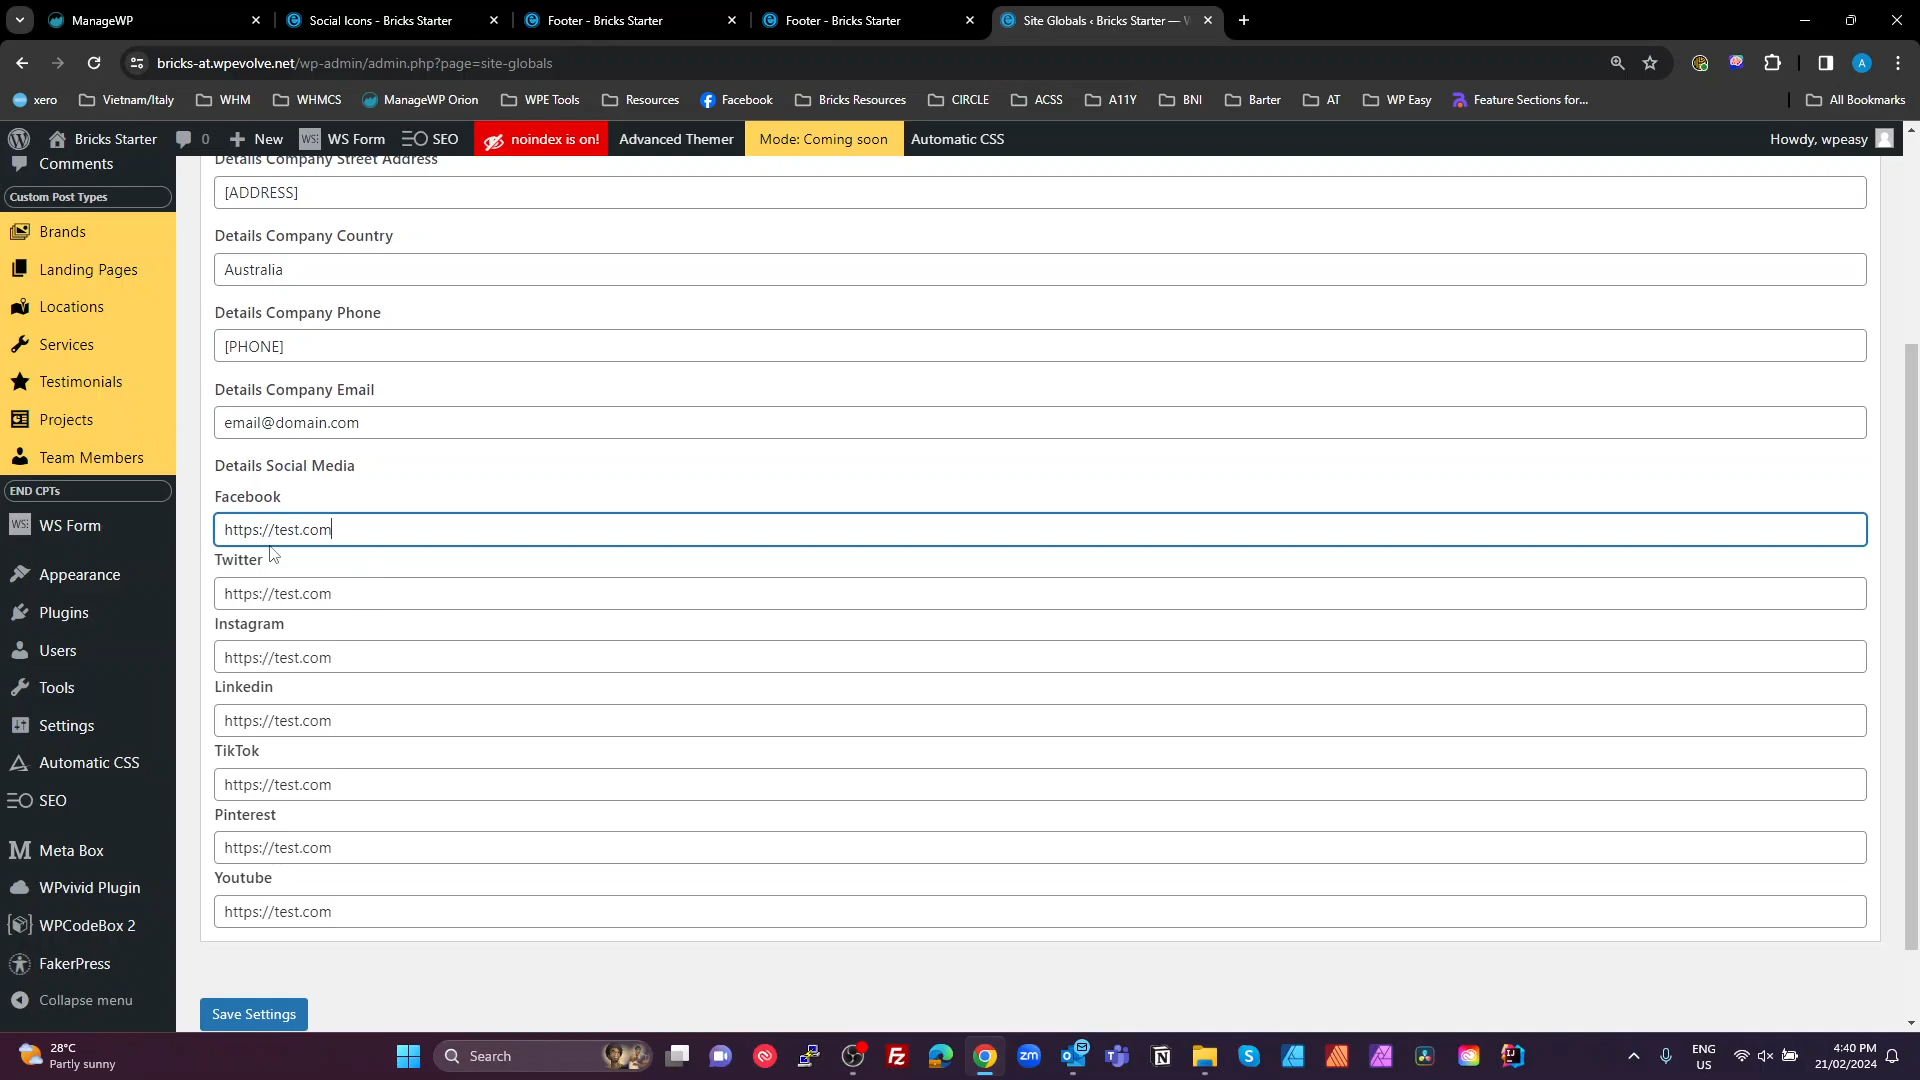 ManageWP
Social Icons - Bricks Starter
Footer - Bricks Starter
Footer - Bricks Starter
Site Globals ‹ Bricks Starter — W
bricks-at.wpevolve.net/wp-admin/admin.php?page=site-globals
A
xero
Vietnam/Italy
WHM
WHMCS
ManageWP Orion
WPE Tools
Resources
Facebook
Bricks Resources
CIRCLE
ACSS
A11Y
BNI
Barter
AT
WP Easy
Feature Sections for...
All Bookmarks
Bricks Starter
0
New
WS Form
SEO
noindex is on!
Advanced Themer
Mode: Coming soon
Automatic CSS
Howdy, wpeasy
Comments
Custom Post Types
Brands
Landing Pages
Locations
Services
Testimonials
Projects
Team Members
END CPTs
WS Form
Appearance
Plugins
Users
Tools
Settings
Automatic CSS
SEO
Meta Box
WPvivid Plugin
WPCodeBox 2
FakerPress
Collapse menu
Details Company Street Address
[ADDRESS]
Details Company Country
Australia
Details Company Phone
[PHONE]
Details Company Email
email@domain.com
Details Social Media
Facebook
https://test.com
Twitter
https://test.com
Instagram
https://test.com
Linkedin
https://test.com
TikTok
https://test.com
Pinterest
https://test.com
Youtube
https://test.com
Save Settings
28°C
Partly sunny
Search
ENG
US
4:40 PM
21/02/2024